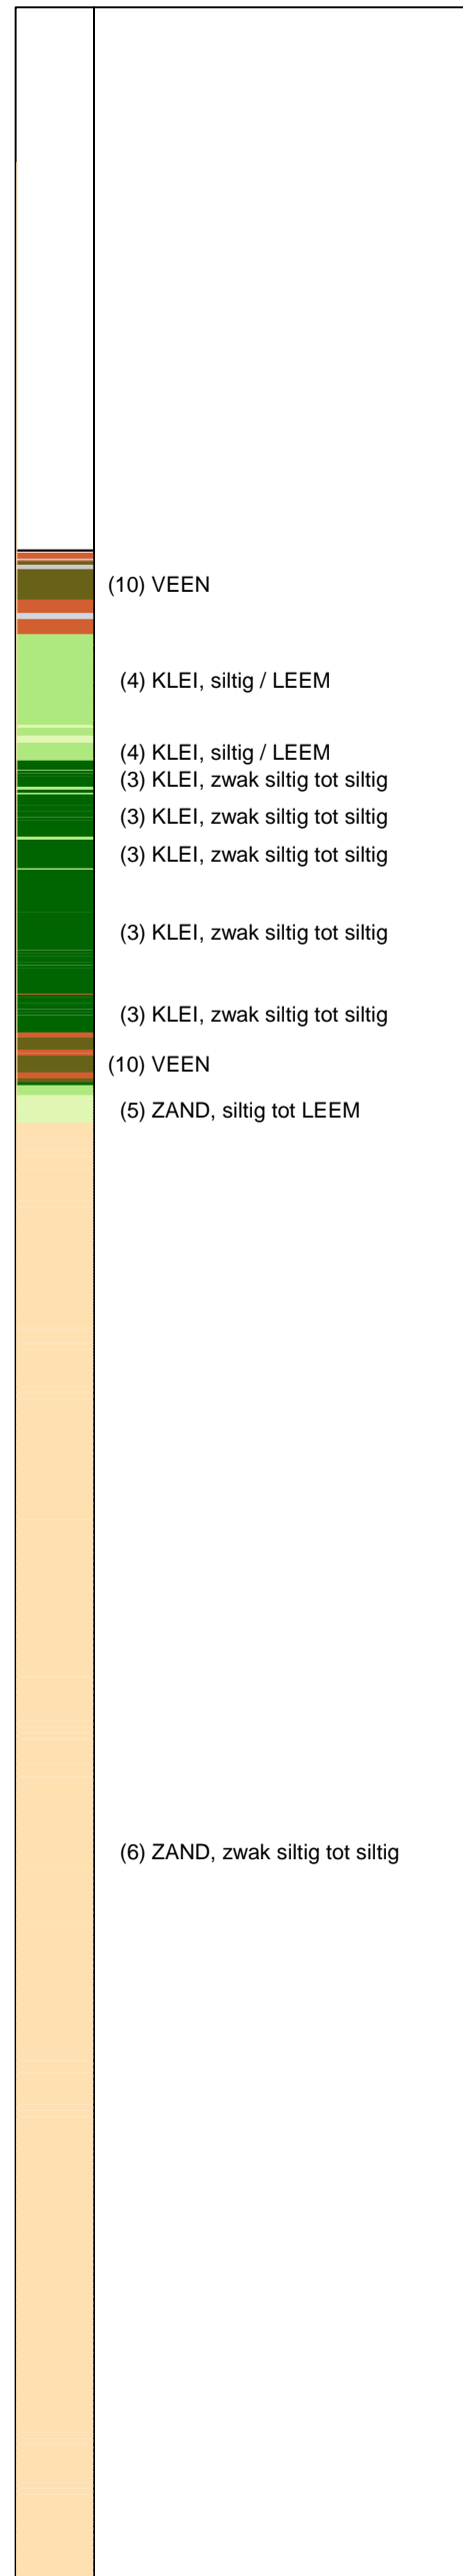 (10) VEEN
(4) KLEI, siltig / LEEM
(4) KLEI, siltig / LEEM
(3) KLEI, zwak siltig tot siltig
(3) KLEI, zwak siltig tot siltig
(3) KLEI, zwak siltig tot siltig
(3) KLEI, zwak siltig tot siltig
(3) KLEI, zwak siltig tot siltig
(10) VEEN
(5) ZAND, siltig tot LEEM
(6) ZAND, zwak siltig tot siltig